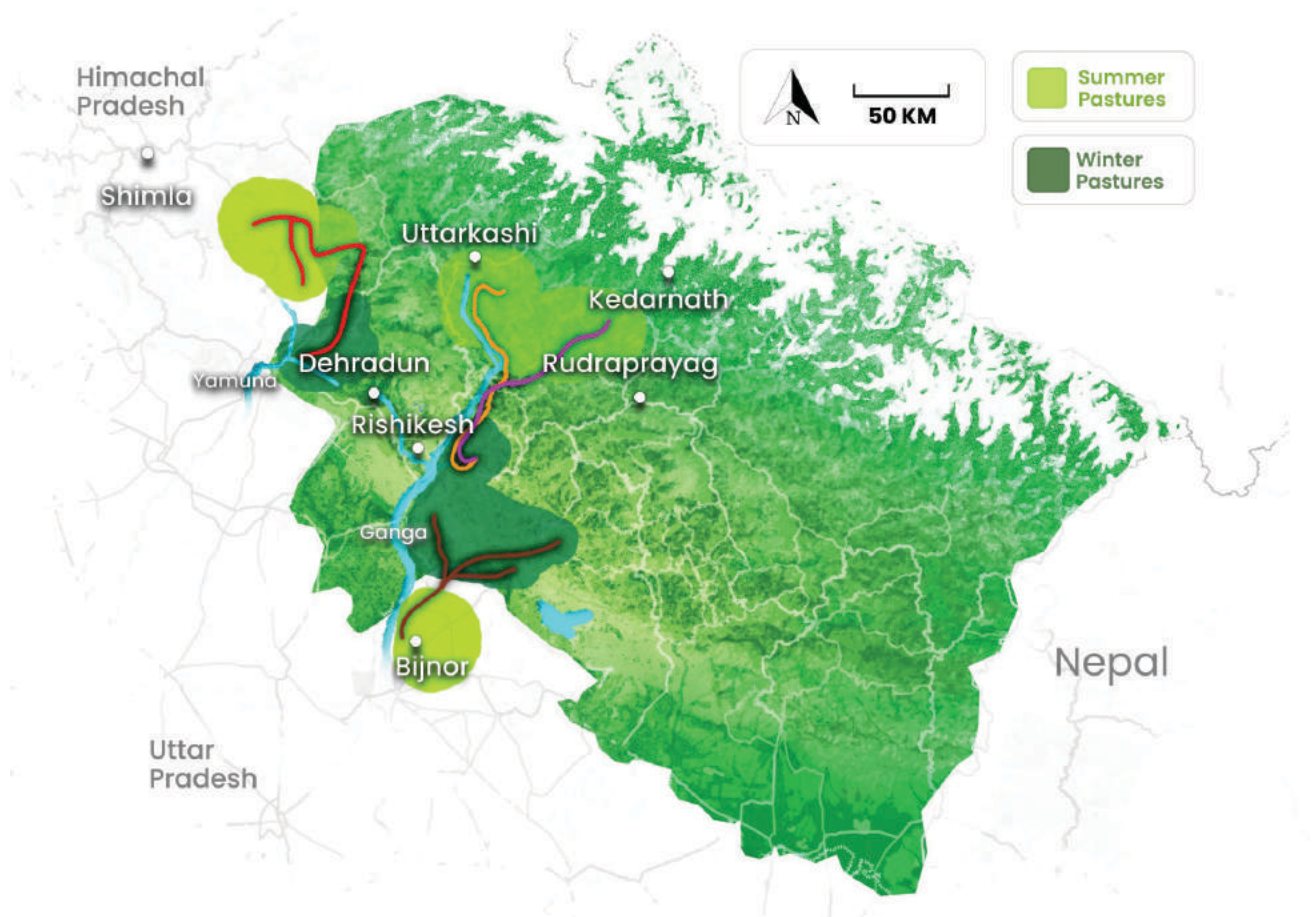 Himachal
Pradesh
Shimla
N
50 KM
Summer
Pastures
Winter
Pastures
Uttarkashi
Kedarnath
Dehradun
Rudraprayag
Yamuna
Rishikesh
Ganga
Bijnor
Nepal
Uttar
Pradesh